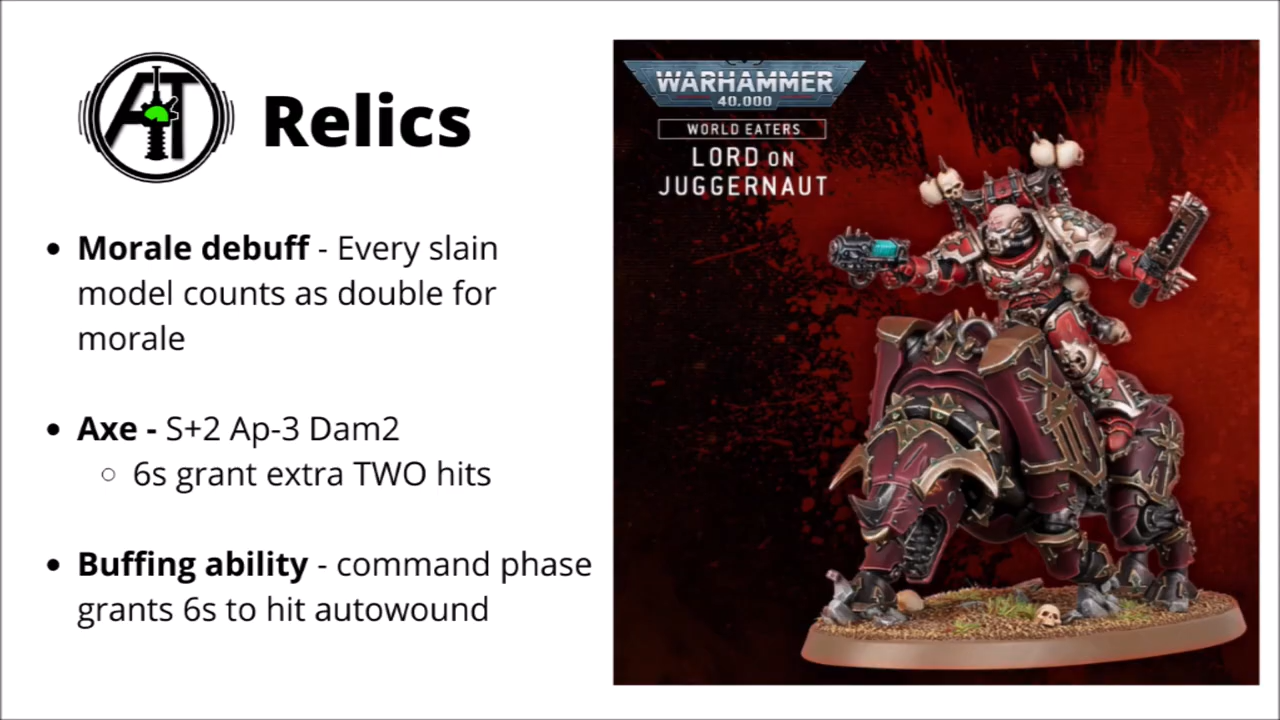 AT
Relics
• Morale debuff - Every slain
model counts as double for
morale
• Axe - S+2 Ap-3 Dam2
○ 6s grant extra TWO hits
• Buffing ability - command phase
grants 6s to hit autowound
WARHAMMER
40,000
WORLD EATERS
LORD ON
JUGGERNAUT